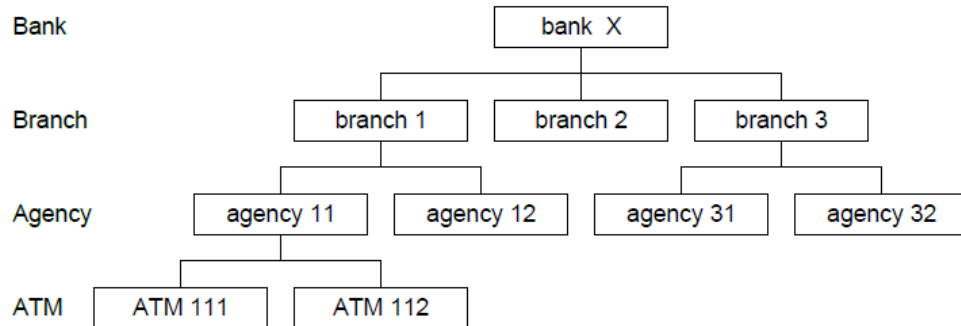 Bank bank X
Branch branch 1 branch 2 branch 3
Agency agency 11 agency 12 agency 31 agency 32
ATM ATM 111 ATM 112